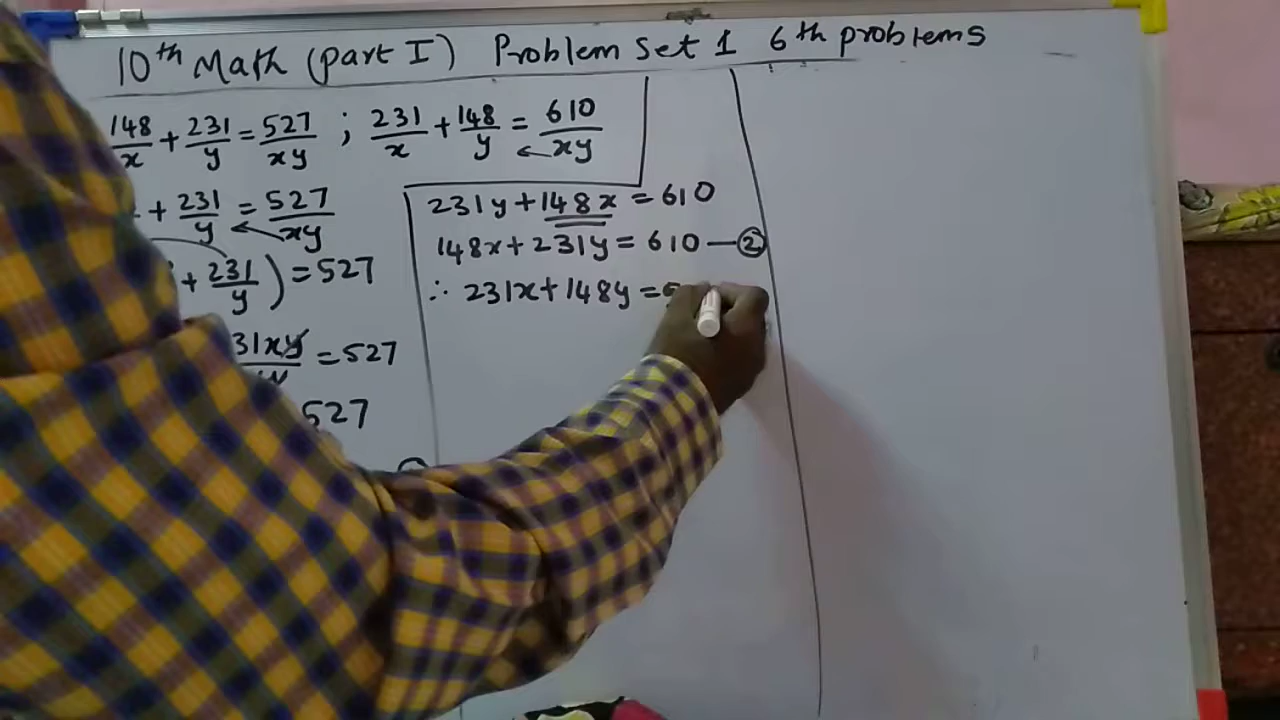 10th Math (part I) Problem set 1 6th problems
148/x + 231/y = 527/xy ; 231/x + 148/y = 610/xy
+ 231/y = 527/xy
+ 231/y) = 527
31xy = 527
527
231y + 148x = 610
148x + 231y = 610 — ②
∴ 231x + 148y = 5